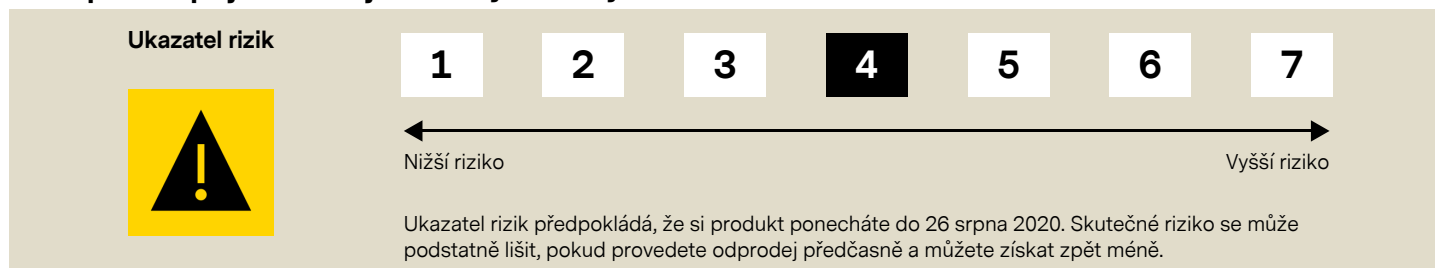 Ukazatel rizik
1 2 3 4 5 6 7
Nižší riziko Vyšší riziko
Ukazatel rizik předpokládá, že si produkt ponecháte do 26 srpna 2020. Skutečné riziko se může
podstatně lišit, pokud provedete odprodej předčasně a můžete získat zpět méně.